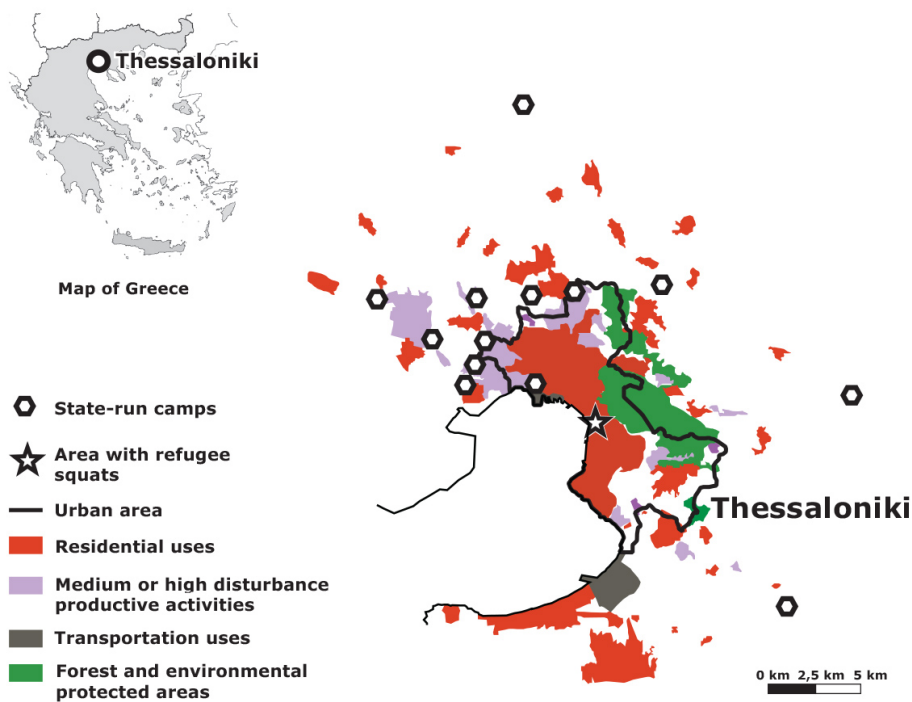 Thessaloniki
Map of Greece
State-run camps
Area with refugee
squats
Urban area
Residential uses
Medium or high disturbance
productive activities
Transportation uses
Forest and environmental
protected areas
Thessaloniki
0 km 2,5 km 5 km